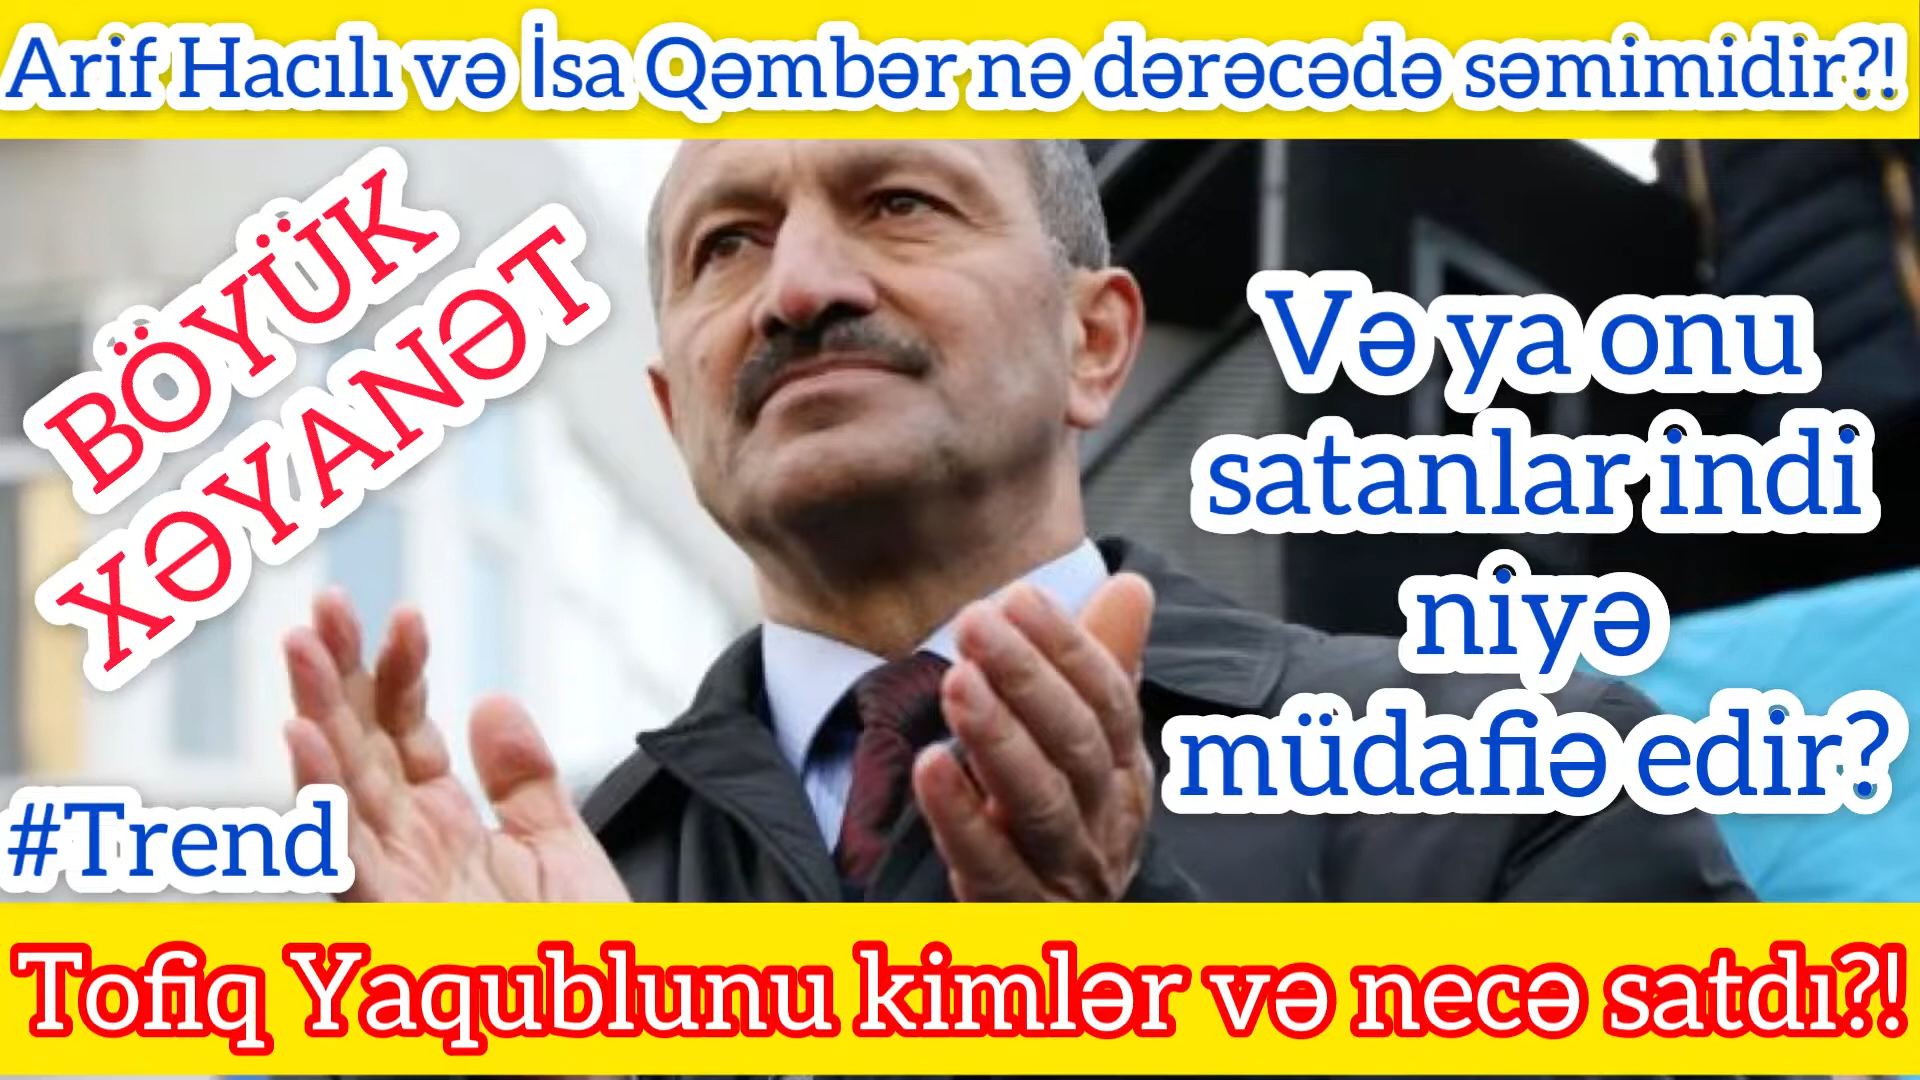 Arif Hacılı və İsa Qəmbər nə dərəcədə səmimidir?!
BÖYÜK
XƏYANƏT
Və ya onu
satanlar indi
niyə
müdafiə edir?
#Trend
Tofiq Yaqublunu kimlər və necə satdı?!